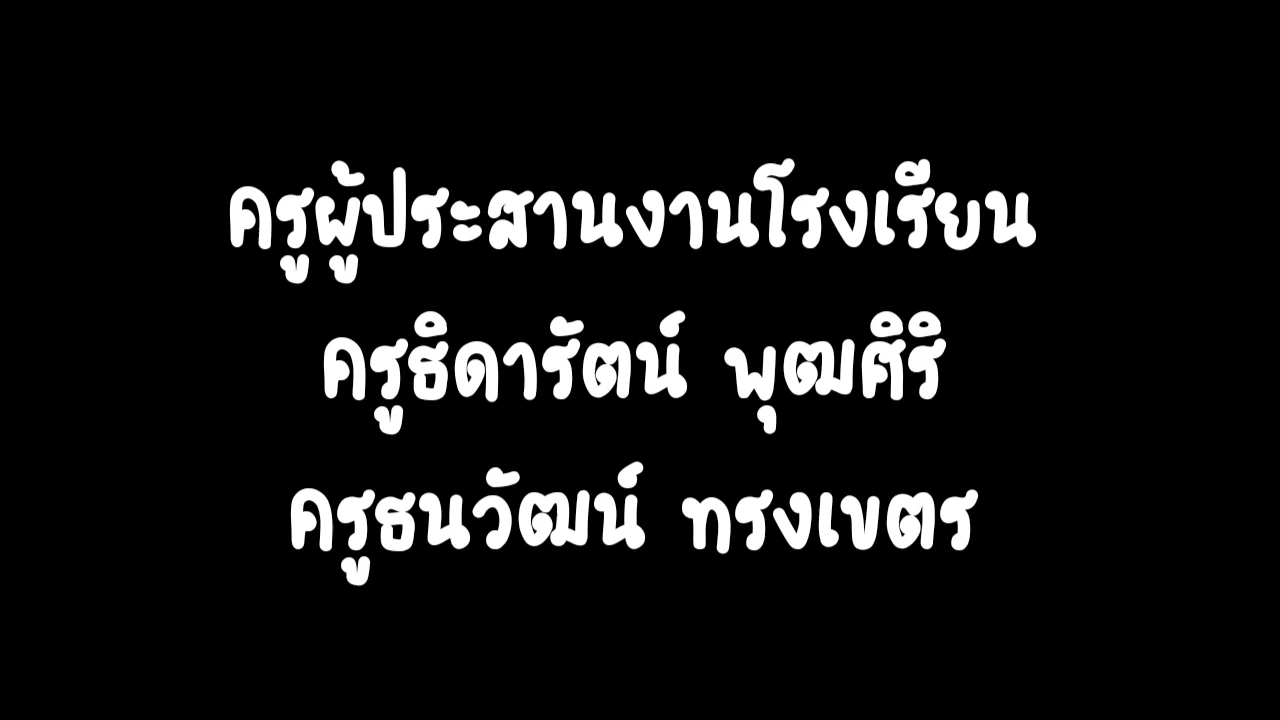 ครูผู้ประสานงานโรงเรียน
ครูธิดารัตน์ พุฒศิริ
ครูธนวัฒน์ ทรงเขตร